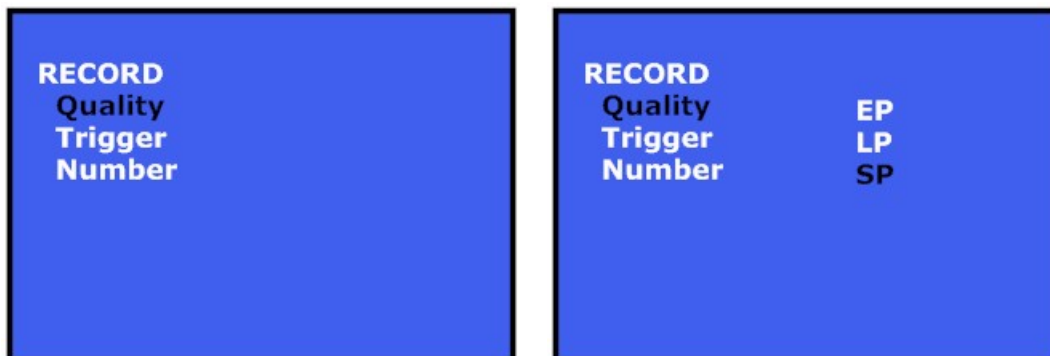 RECORD
Quality
Trigger
Number
RECORD
Quality
Trigger
Number
EP
LP
SP